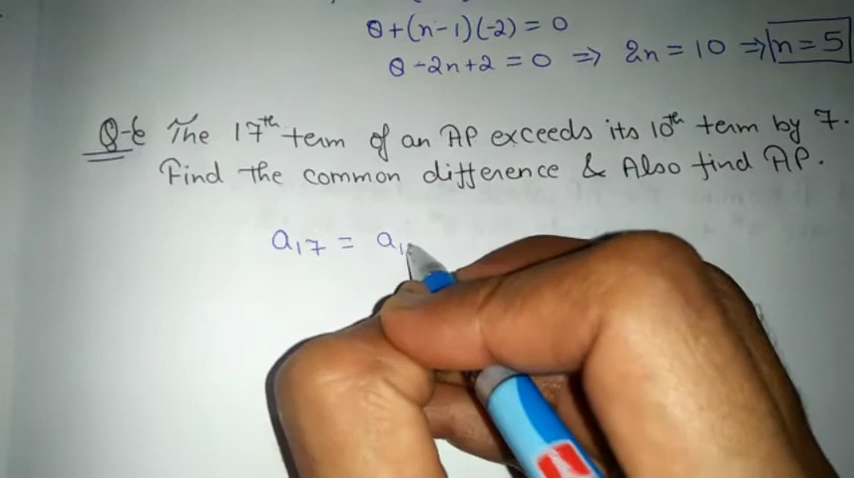 8+(n-1)(-2) = 0
8-2n+2 = 0 ⇒ 2n = 10 ⇒ n = 5
Q-6 The 17th term of an AP exceeds its 10th term by 7.
Find the common difference & Also find AP.
a17 = a1